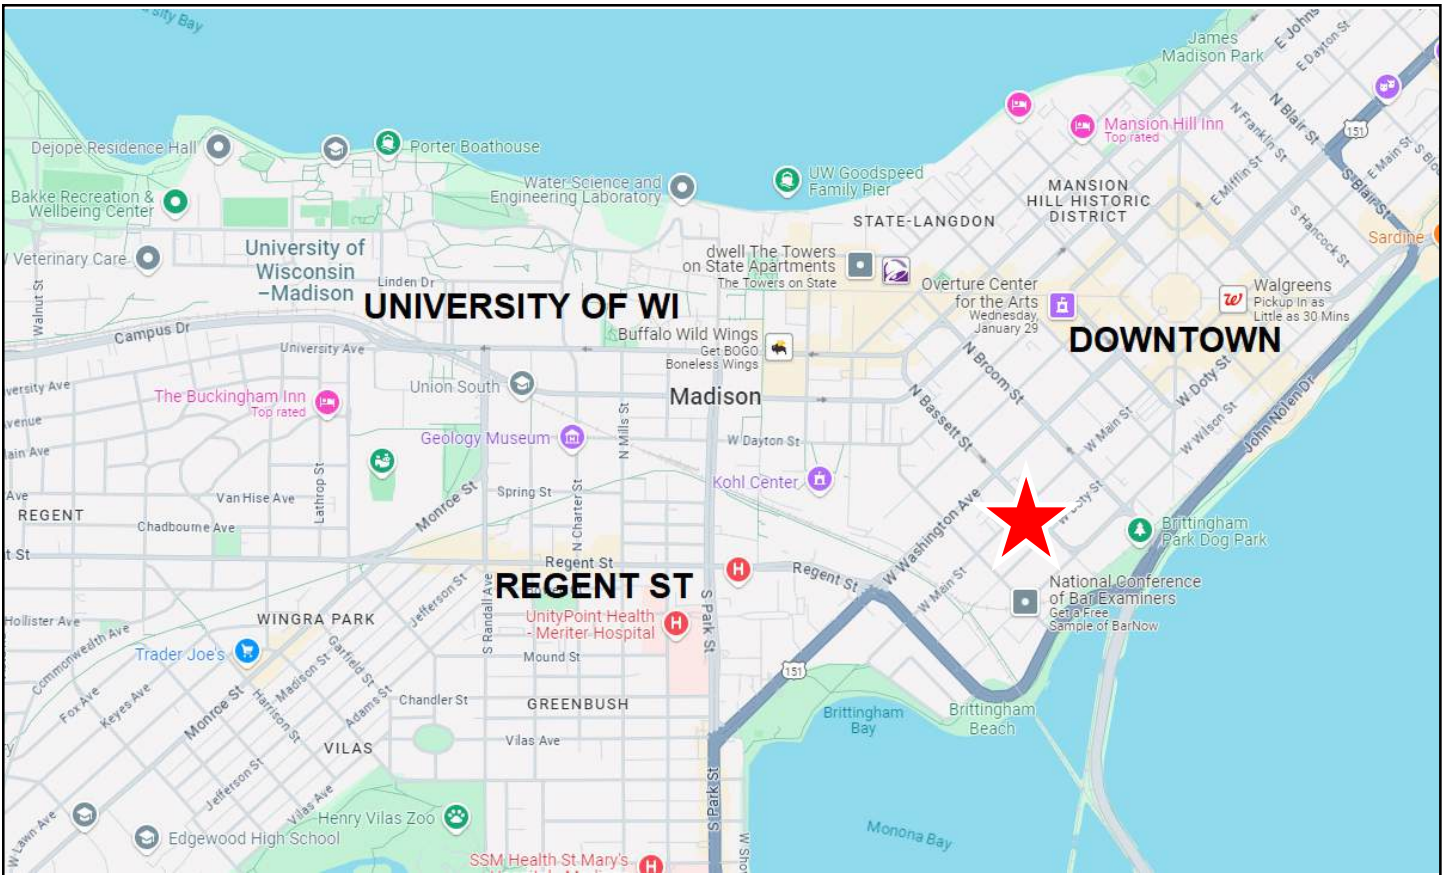 sity Bay
James
Madison Park
E Johns
E Dayton St
N Blair St
N Franklin St
151
E Main St
S Blo
S Blair St
E Mifflin St
S Hancock St
Sardine
Mansion Hill Inn
Top rated
MANSION
HILL HISTORIC
DISTRICT
Dejope Residence Hall
Porter Boathouse
Bakke Recreation &
Wellbeing Center
Water Science and
Engineering Laboratory
UW Goodspeed
Family Pier
STATE-LANGDON
Veterinary Care
University of
Wisconsin
–Madison
Linden Dr
dwell The Towers
on State Apartments
The Towers on State
Overture Center
for the Arts
Wednesday,
January 29
Walgreens
Pickup In as
Little as 30 Mins
W
UNIVERSITY OF WI
DOWNTOWN
Walnut St
Campus Dr
University Ave
Buffalo Wild Wings
Get BOGO
Boneless Wings
N Broom St
W Doty St
John Nolen Dr
versity Ave
The Buckingham Inn
Top rated
Union South
Madison
N Bassett St
W Main St
W Wilson St
venue
Geology Museum
N Mills St
W Dayton St
ain Ave
Kohl Center
Ave
REGENT
Van Hise Ave
Lathrop St
Monroe St
Spring St
N Charter St
W Washington Ave
W Doty St
Chadbourne Ave
Brittingham
Park Dog Park
t St
Regent St
H
Regent St
W Main St
REGENT ST
National Conference
of Bar Examiners
Get a Free
Sample of BarNow
Hollister Ave
WINGRA PARK
Jefferson St
S Randall Ave
UnityPoint Health
- Meriter Hospital
H
S Park St
Commonwealth Ave
Trader Joe's
Garfield St
Madison St
Mound St
151
Fox Ave
Keyes Ave
Monroe St
Harrison St
Adams St
Chandler St
GREENBUSH
Brittingham
Bay
Brittingham
Beach
VILAS
Vilas Ave
Jefferson St
Vilas Ave
S Park St
W Lawn Ave
Edgewood High School
Henry Vilas Zoo
Monona Bay
W Sho
SSM Health St Mary's
H